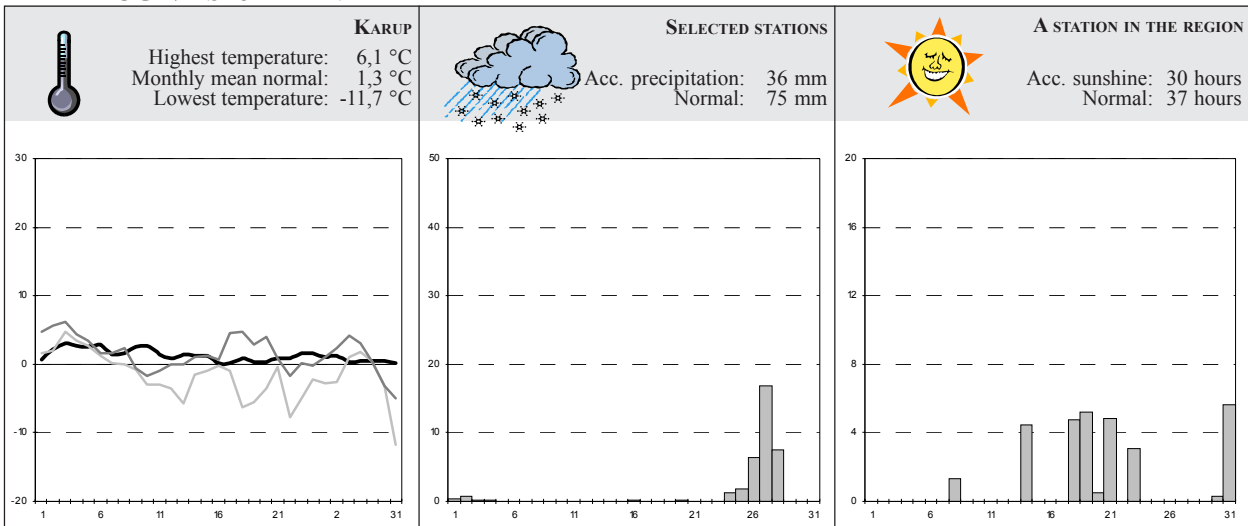 KARUP
Highest temperature: 6,1 °C
Monthly mean normal: 1,3 °C
Lowest temperature: -11,7 °C
SELECTED STATIONS
Acc. precipitation: 36 mm
Normal: 75 mm
A STATION IN THE REGION
Acc. sunshine: 30 hours
Normal: 37 hours
30
20
10
0
-10
-20
1 6 11 16 21 2 31
50
40
30
20
10
0
1 6 11 16 21 26 31
20
16
12
8
4
0
1 6 11 16 21 26 31